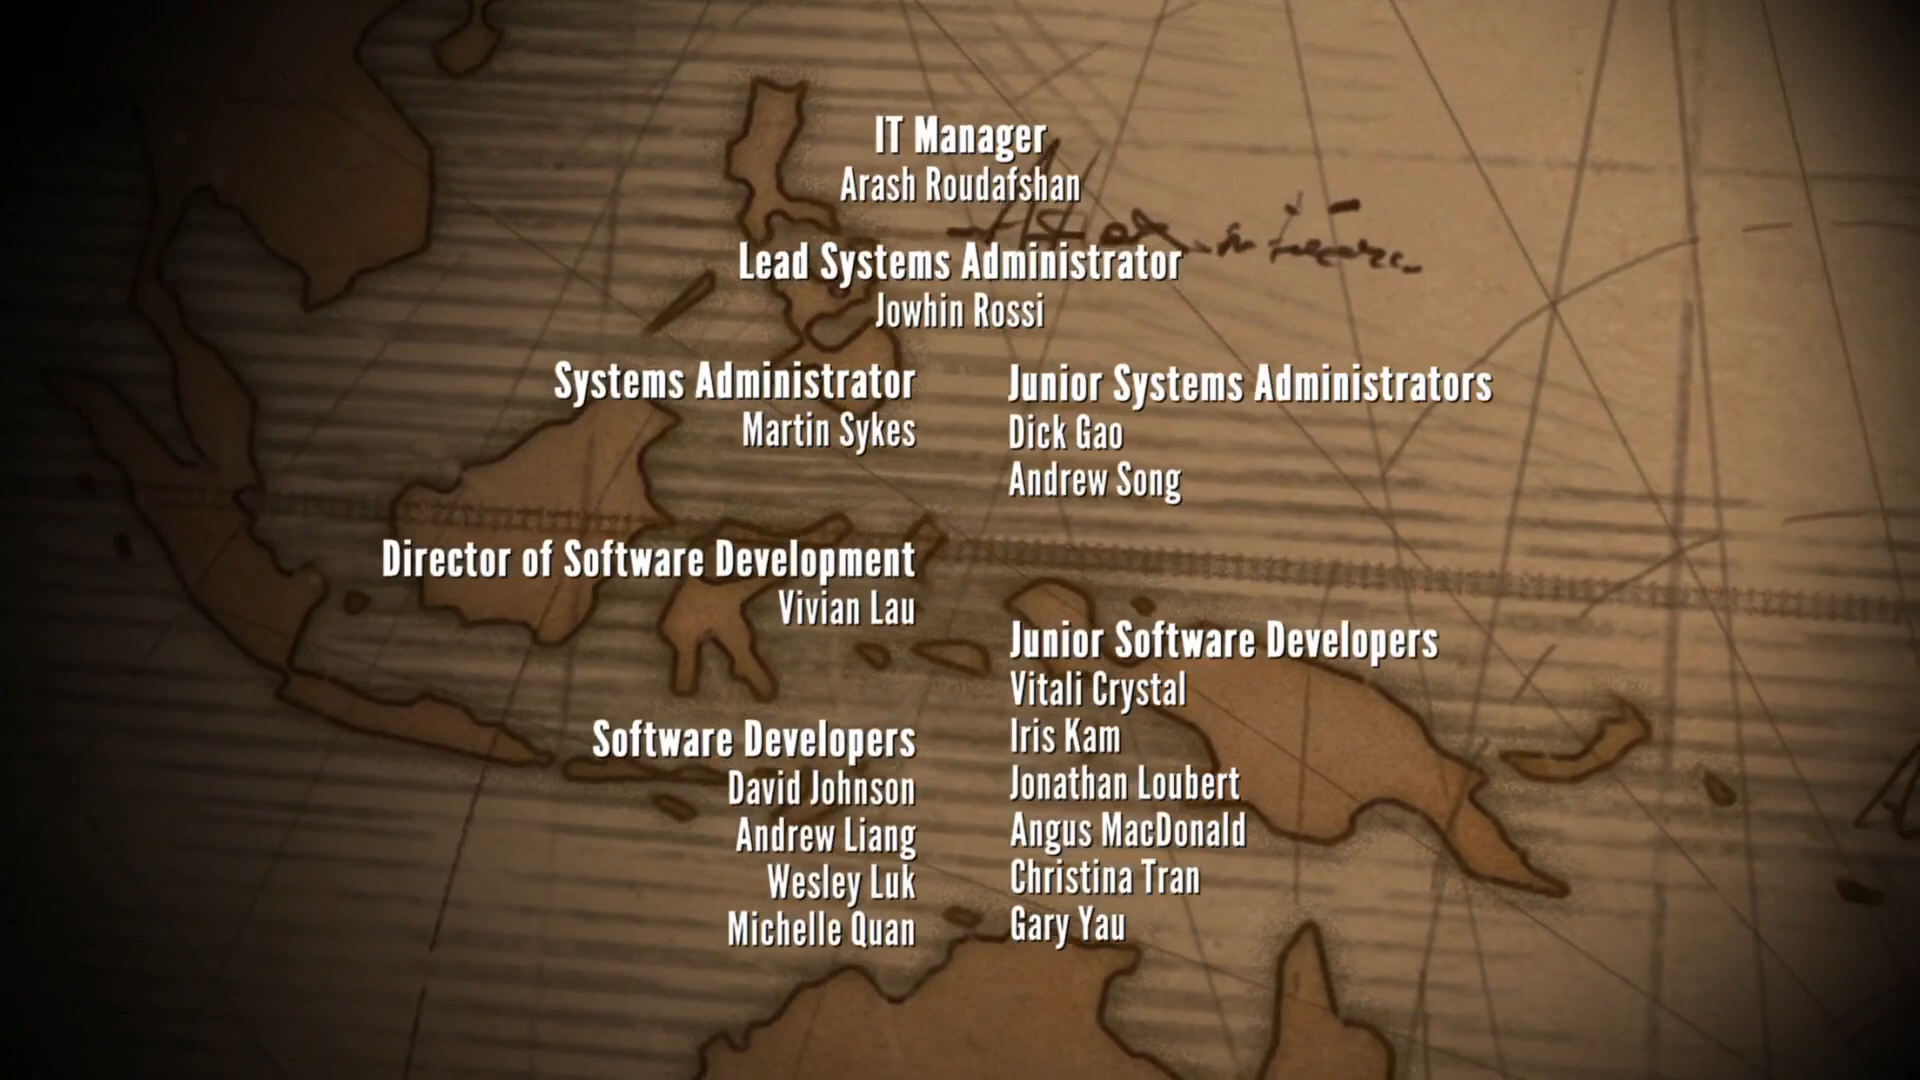 IT Manager
Arash Roudafshan
Lead Systems Administrator
Jowhin Rossi
Systems Administrator
Martin Sykes
Junior Systems Administrators
Dick Gao
Andrew Song
Director of Software Development
Vivian Lau
Software Developers
David Johnson
Andrew Liang
Wesley Luk
Michelle Quan
Junior Software Developers
Vitali Crystal
Iris Kam
Jonathan Loubert
Angus MacDonald
Christina Tran
Gary Yau